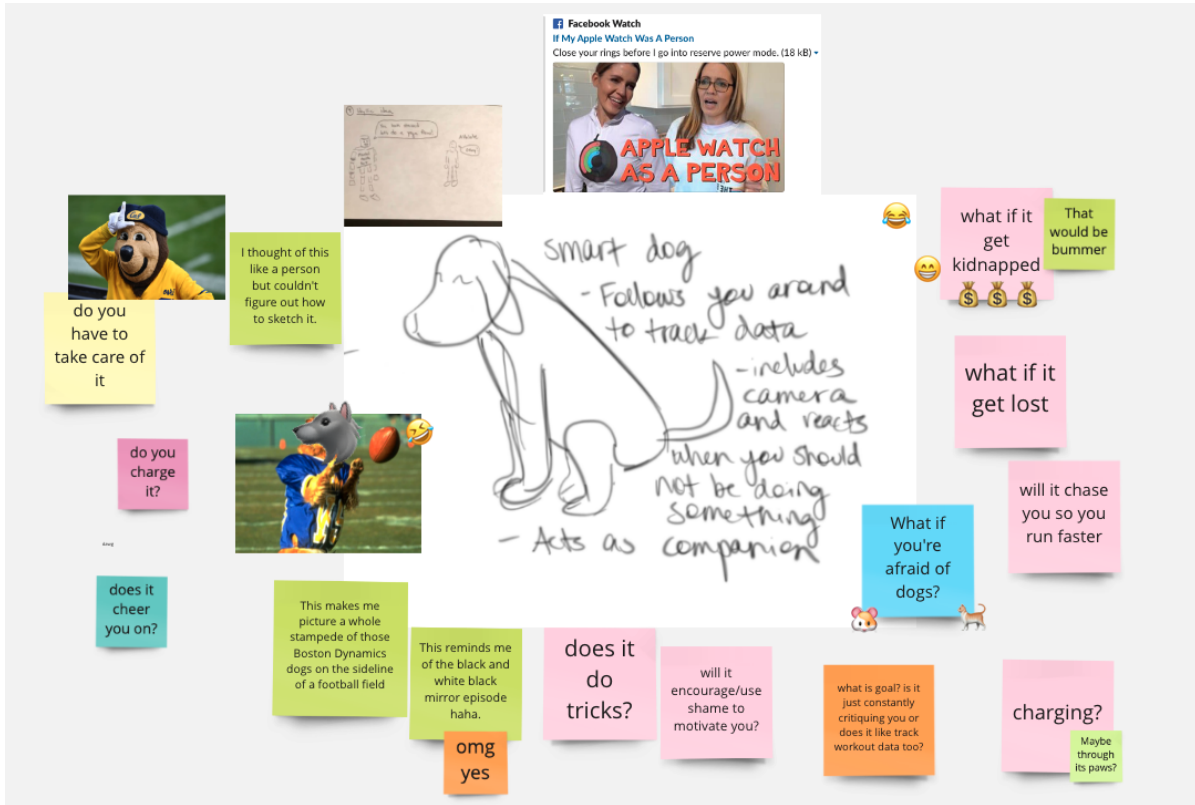 Facebook Watch
If My Apple Watch Was A Person
Close your rings before I go into reserve power mode. (18 kB)
APPLE WATCH
AS A PERSON
I thought of this
like a person
but couldn't
figure out how
to sketch it.
do you
have to
take care of
it
do you
charge
it?
does it
cheer
you on?
smart dog
- Follows you around
to track data
- includes
camera
and reacts
when you should
not be doing
something
- Acts as companion
what if it
get
kidnapped
That
would be
bummer
what if it
get lost
will it chase
you so you
run faster
What if
you're
afraid of
dogs?
This makes me
picture a whole
stampede of those
Boston Dynamics
dogs on the sideline
of a football field
This reminds me
of the black and
white black
mirror episode
haha.
omg
yes
does it
do
tricks?
will it
encourage/use
shame to
motivate you?
what is goal? is it
just constantly
critiquing you or
does it like track
workout data too?
charging?
Maybe
through
its paws?